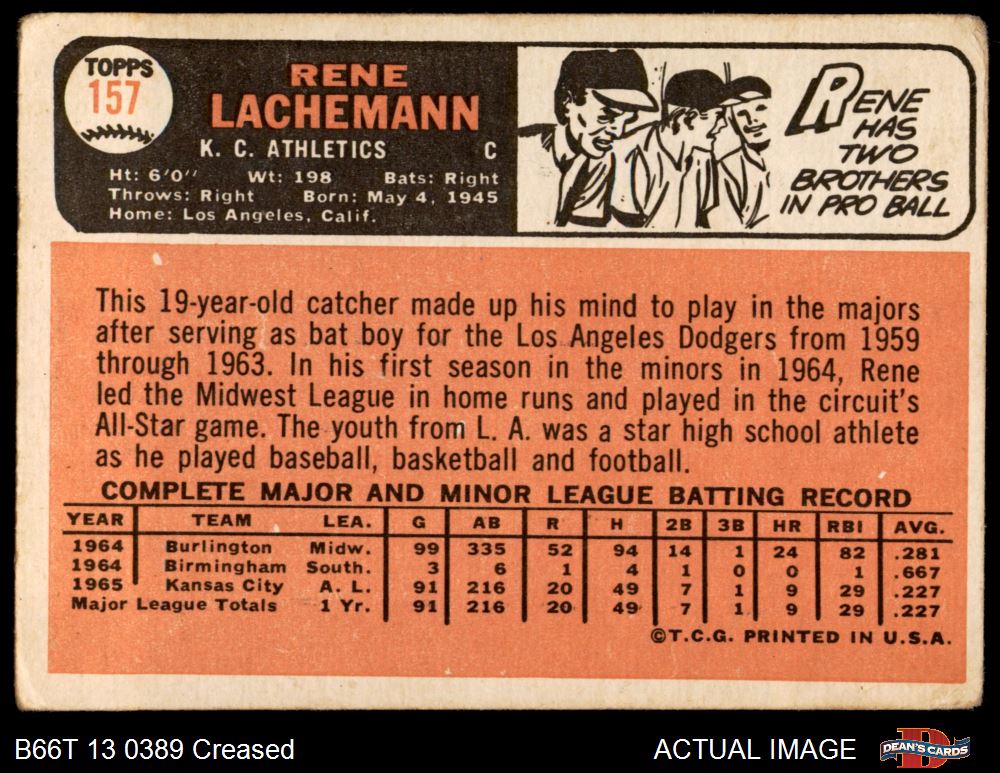 TOPPS
157
RENE
LACHEMANN
K. C. ATHLETICS C
Ht: 6'0" Wt: 198 Bats: Right
Throws: Right Born: May 4, 1945
Home: Los Angeles, Calif.
RENE
HAS
TWO
BROTHERS
IN PRO BALL
This 19-year-old catcher made up his mind to play in the majors
after serving as bat boy for the Los Angeles Dodgers from 1959
through 1963. In his first season in the minors in 1964, Rene
led the Midwest League in home runs and played in the circuit's
All-Star game. The youth from L. A. was a star high school athlete
as he played baseball, basketball and football.
COMPLETE MAJOR AND MINOR LEAGUE BATTING RECORD
YEAR TEAM LEA. G AB R H 2B 3B HR RBI AVG.
1964 Burlington Midw. 99 335 52 94 14 1 24 82 .281
1964 Birmingham South. 3 6 1 4 1 0 0 1 .667
1965 Kansas City A. L. 91 216 20 49 7 1 9 29 .227
Major League Totals 1 Yr. 91 216 20 49 7 1 9 29 .227
©T.C.G. PRINTED IN U.S.A.
B66T 13 0389 Creased ACTUAL IMAGE
DEAN'S CARDS